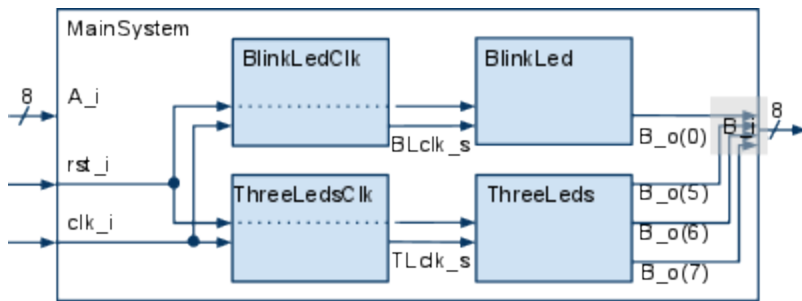 MainSystem
BlinkLedClk
BlinkLed
8
A_i
8
B_i
BLclk_s
B_o(0)
rst_i
ThreeLedsClk
ThreeLeds
B_o(5)
clk_i
B_o(6)
TLclk_s
B_o(7)